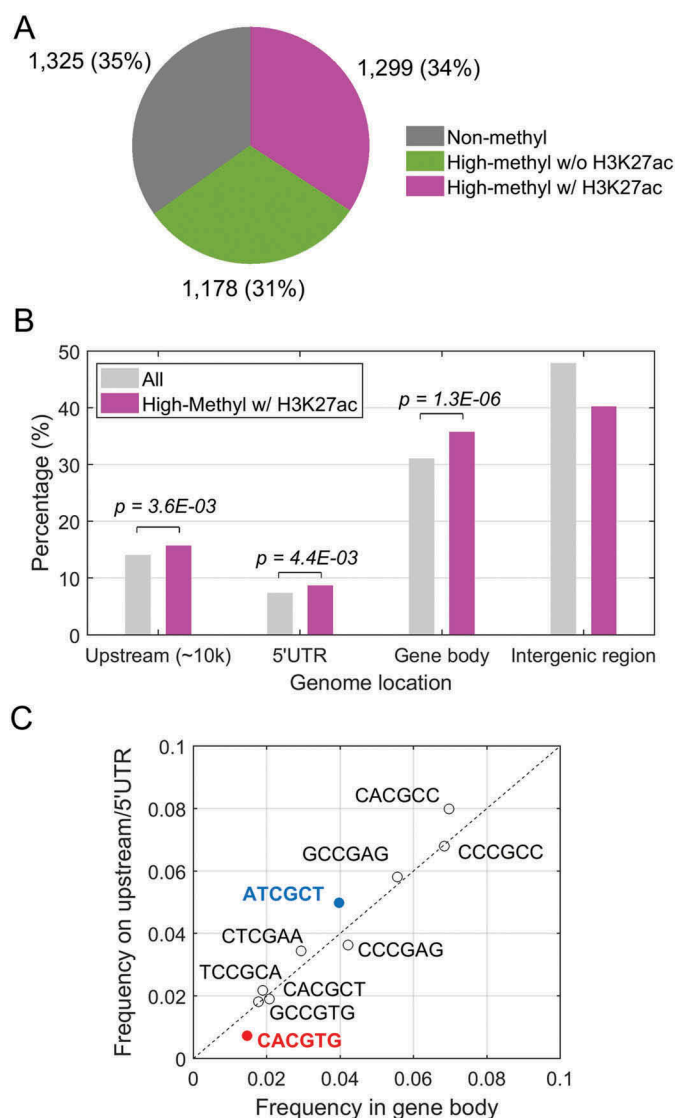 A
1,325 (35%)
1,299 (34%)
1,178 (31%)
Non-methyl
High-methyl w/o H3K27ac
High-methyl w/ H3K27ac
B
Percentage (%)
50
40
30
20
10
0
All
High-Methyl w/ H3K27ac
p = 3.6E-03
p = 4.4E-03
p = 1.3E-06
Upstream (~10k) 5'UTR Gene body Intergenic region
Genome location
C
Frequency on upstream/5'UTR
0.1
0.08
0.06
0.04
0.02
0
CACGCC
CCCGCC
GCCGAG
ATCGCT
CTCGAA
CCCGAG
TCCGCA
CACGCT
GCCGTG
CACGTG
0 0.02 0.04 0.06 0.08 0.1
Frequency in gene body